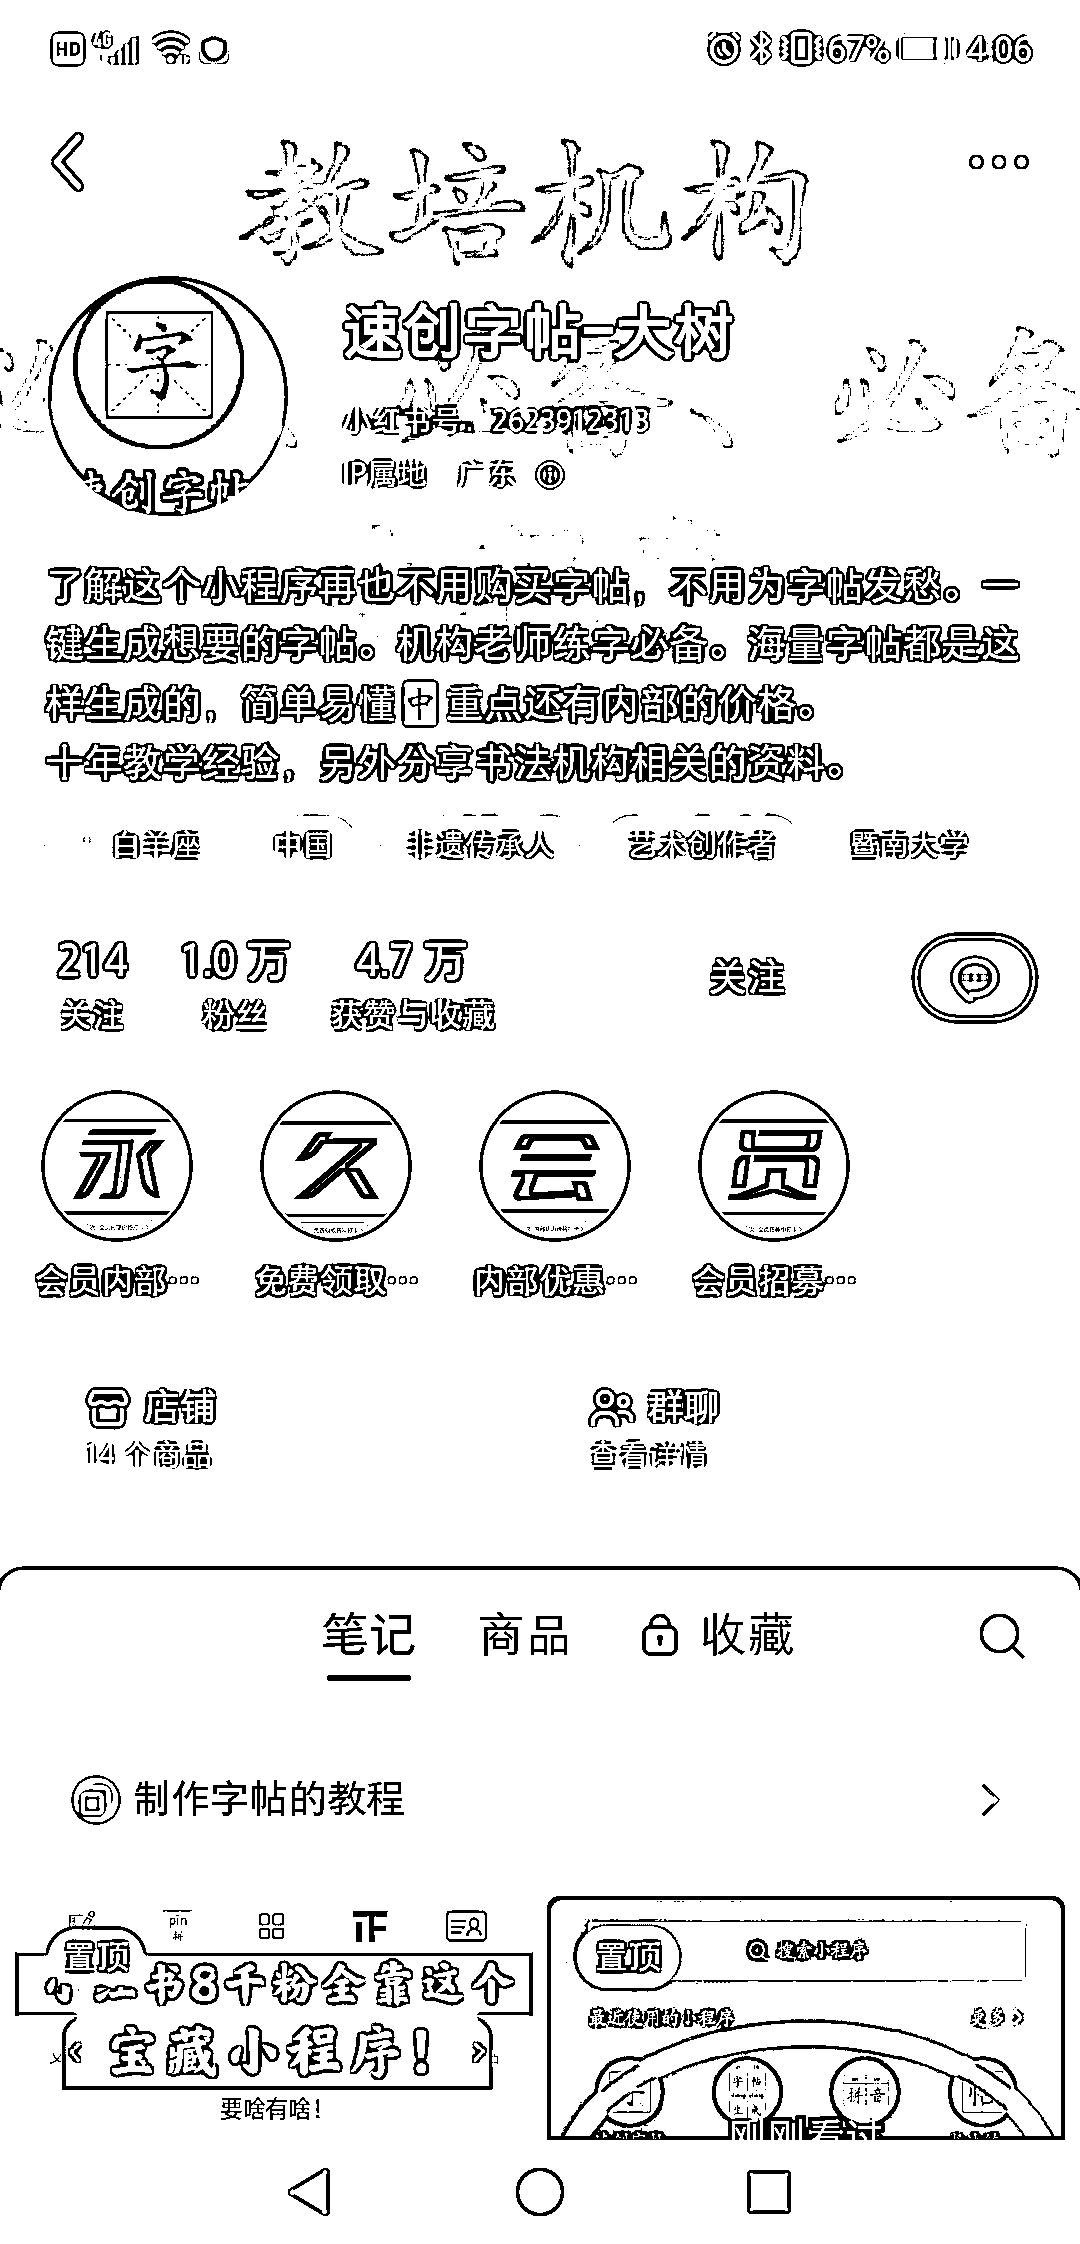 HD 4G 67% 4:06
教培机构
字
速创字帖-大树
必备、必备
速创字帖
小红书号：2623912313
IP属地 广东
了解这个小程序再也不用购买字帖，不用为字帖发愁。一
键生成想要的字帖。机构老师练字必备。海量字帖都是这
样生成的，简单易懂🀄重点还有内部的价格。
十年教学经验，另外分享书法机构相关的资料。
白羊座 中国 非遗传承人 艺术创作者 暨南大学
214 1.0万 4.7万
关注 粉丝 获赞与收藏
关注
永 久 会 员
会员内部… 免费领取… 内部优惠… 会员招募…
店铺 群聊
14 个商品 查看详情
笔记 商品 收藏
制作字帖的教程
pin
拼
置顶
书8千粉全靠这个
宝藏小程序！
要啥有啥！
置顶 搜索小程序
最近使用的小程序 更多
字帖
生成
拼音
刚刚看过